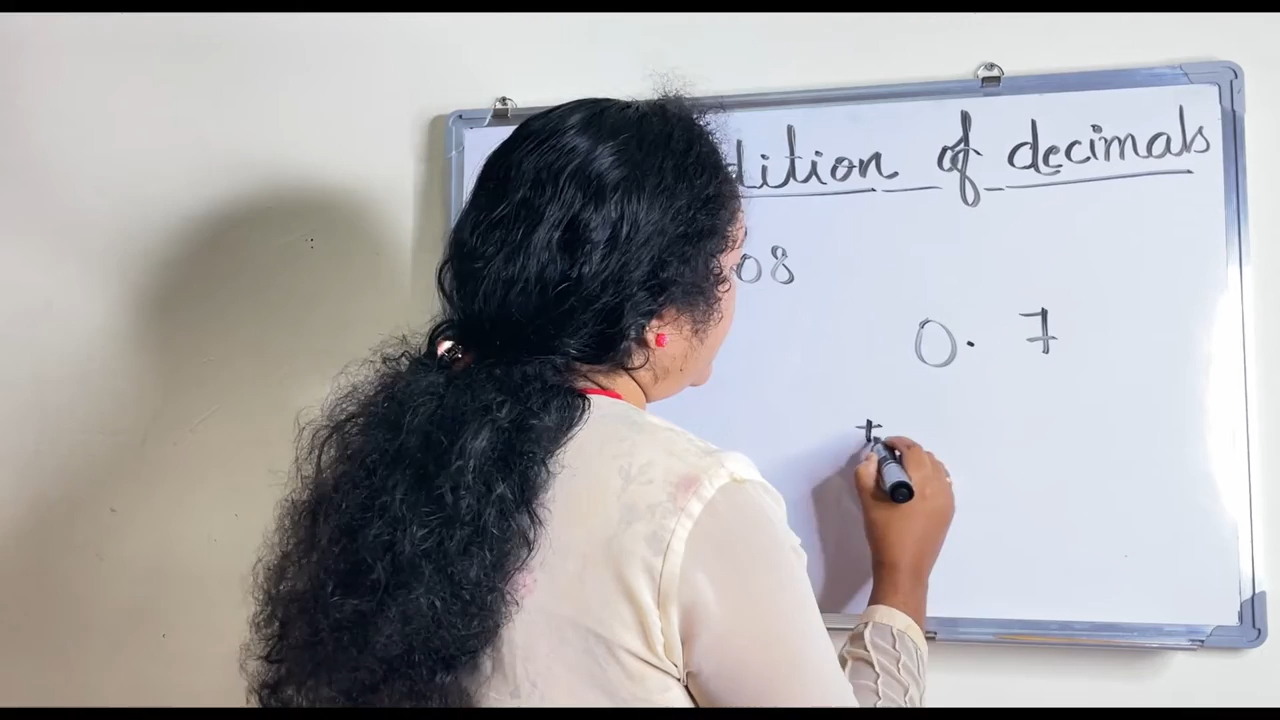 dition of decimals
08
0. 7
+